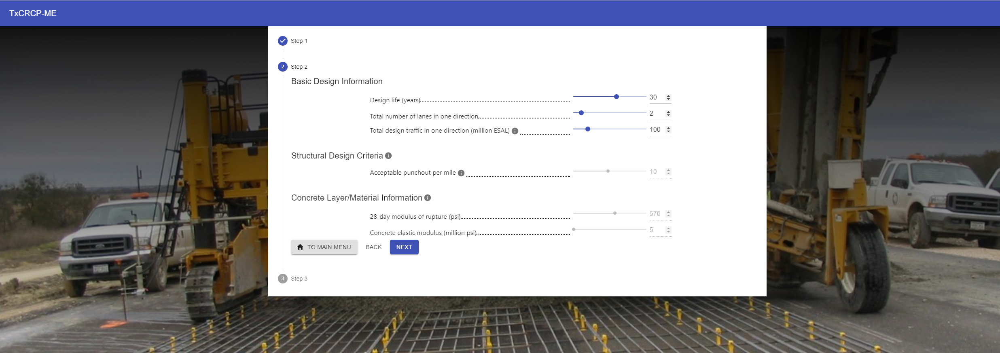 TxCRCP-ME
Step 1
2 Step 2
Basic Design Information
Design life (years) 30
Total number of lanes in one direction 2
Total design traffic in one direction (million ESAL) 100
Structural Design Criteria
Acceptable punchout per mile 10
Concrete Layer/Material Information
28-day modulus of rupture (psi) 570
Concrete elastic modulus (million psi) 5
TO MAIN MENU BACK NEXT
3 Step 3